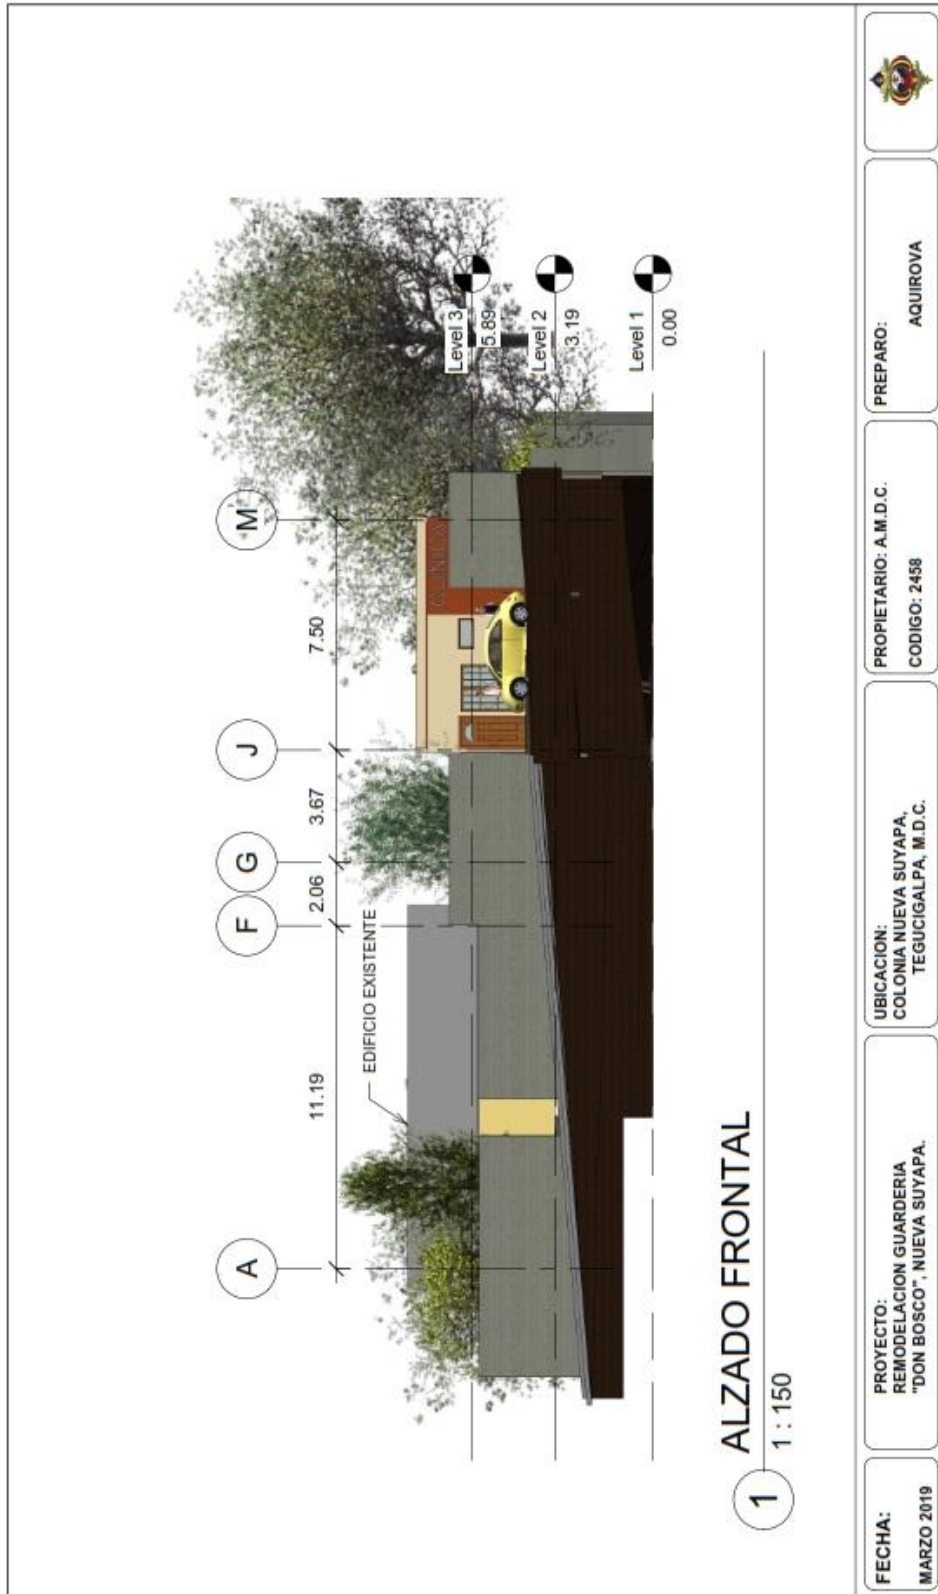 A
F
G
J
M
11.19
2.06
3.67
7.50
EDIFICIO EXISTENTE
CLINICA
Level 3
5.89
Level 2
3.19
Level 1
0.00
1
ALZADO FRONTAL
1 : 150
FECHA:
MARZO 2019
PROYECTO:
REMODELACION GUARDERIA
"DON BOSCO", NUEVA SUYAPA.
UBICACION:
COLONIA NUEVA SUYAPA,
TEGUCIGALPA, M.D.C.
PROPIETARIO: A.M.D.C.
CODIGO: 2458
PREPARO:
AQUIROVA